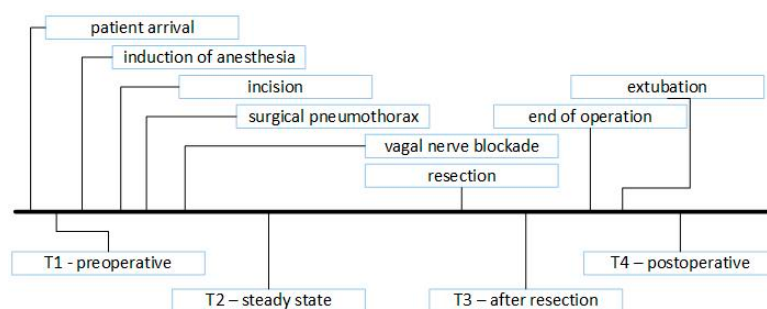 patient arrival
induction of anesthesia
incision
extubation
surgical pneumothorax
end of operation
vagal nerve blockade
resection
T1 - preoperative
T4 – postoperative
T2 – steady state
T3 – after resection